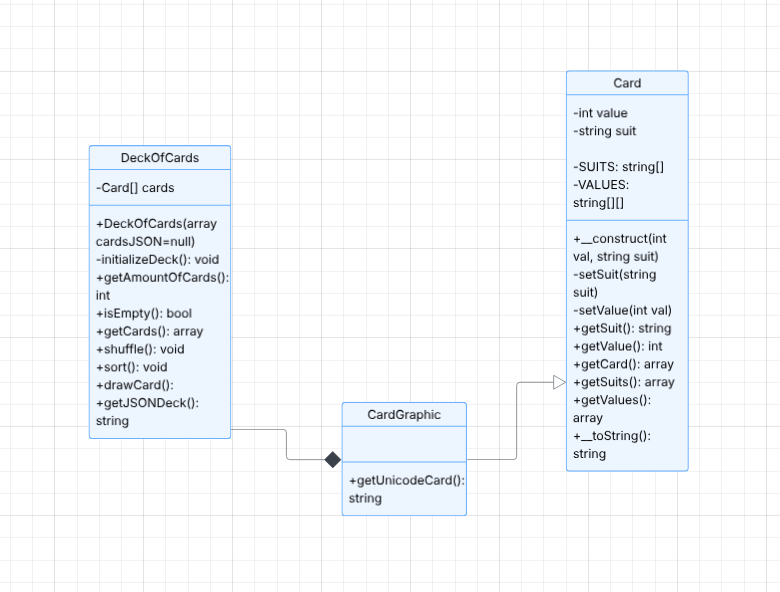 DeckOfCards
-Card[] cards
+DeckOfCards(array
cardsJSON=null)
-initializeDeck(): void
+getAmountOfCards():
int
+isEmpty(): bool
+getCards(): array
+shuffle(): void
+sort(): void
+drawCard():
+getJSONDeck():
string
CardGraphic
+getUnicodeCard():
string
Card
-int value
-string suit
-SUITS: string[]
-VALUES:
string[][]
+__construct(int
val, string suit)
-setSuit(string
suit)
-setValue(int val)
+getSuit(): string
+getValue(): int
+getCard(): array
+getSuits(): array
+getValues():
array
+__toString():
string